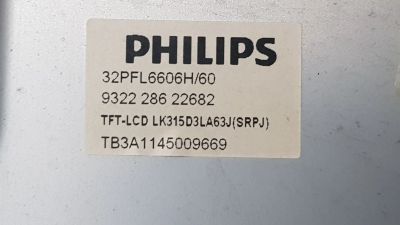 PHILIPS
32PFL6606H/60
9322 286 22682
TFT-LCD LK315D3LA63J(SRPJ)
TB3A1145009669